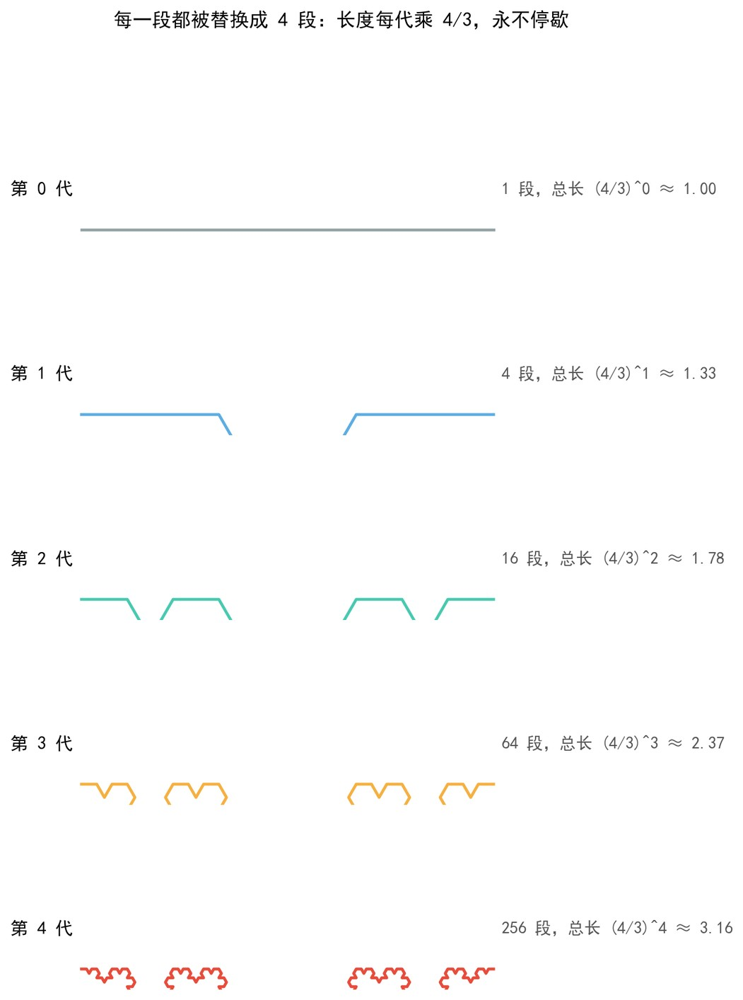 每一段都被替换成 4 段：长度每代乘 4/3，永不停歇
第 0 代
1 段，总长 (4/3)^0 ≈ 1.00
第 1 代
4 段，总长 (4/3)^1 ≈ 1.33
第 2 代
16 段，总长 (4/3)^2 ≈ 1.78
第 3 代
64 段，总长 (4/3)^3 ≈ 2.37
第 4 代
256 段，总长 (4/3)^4 ≈ 3.16